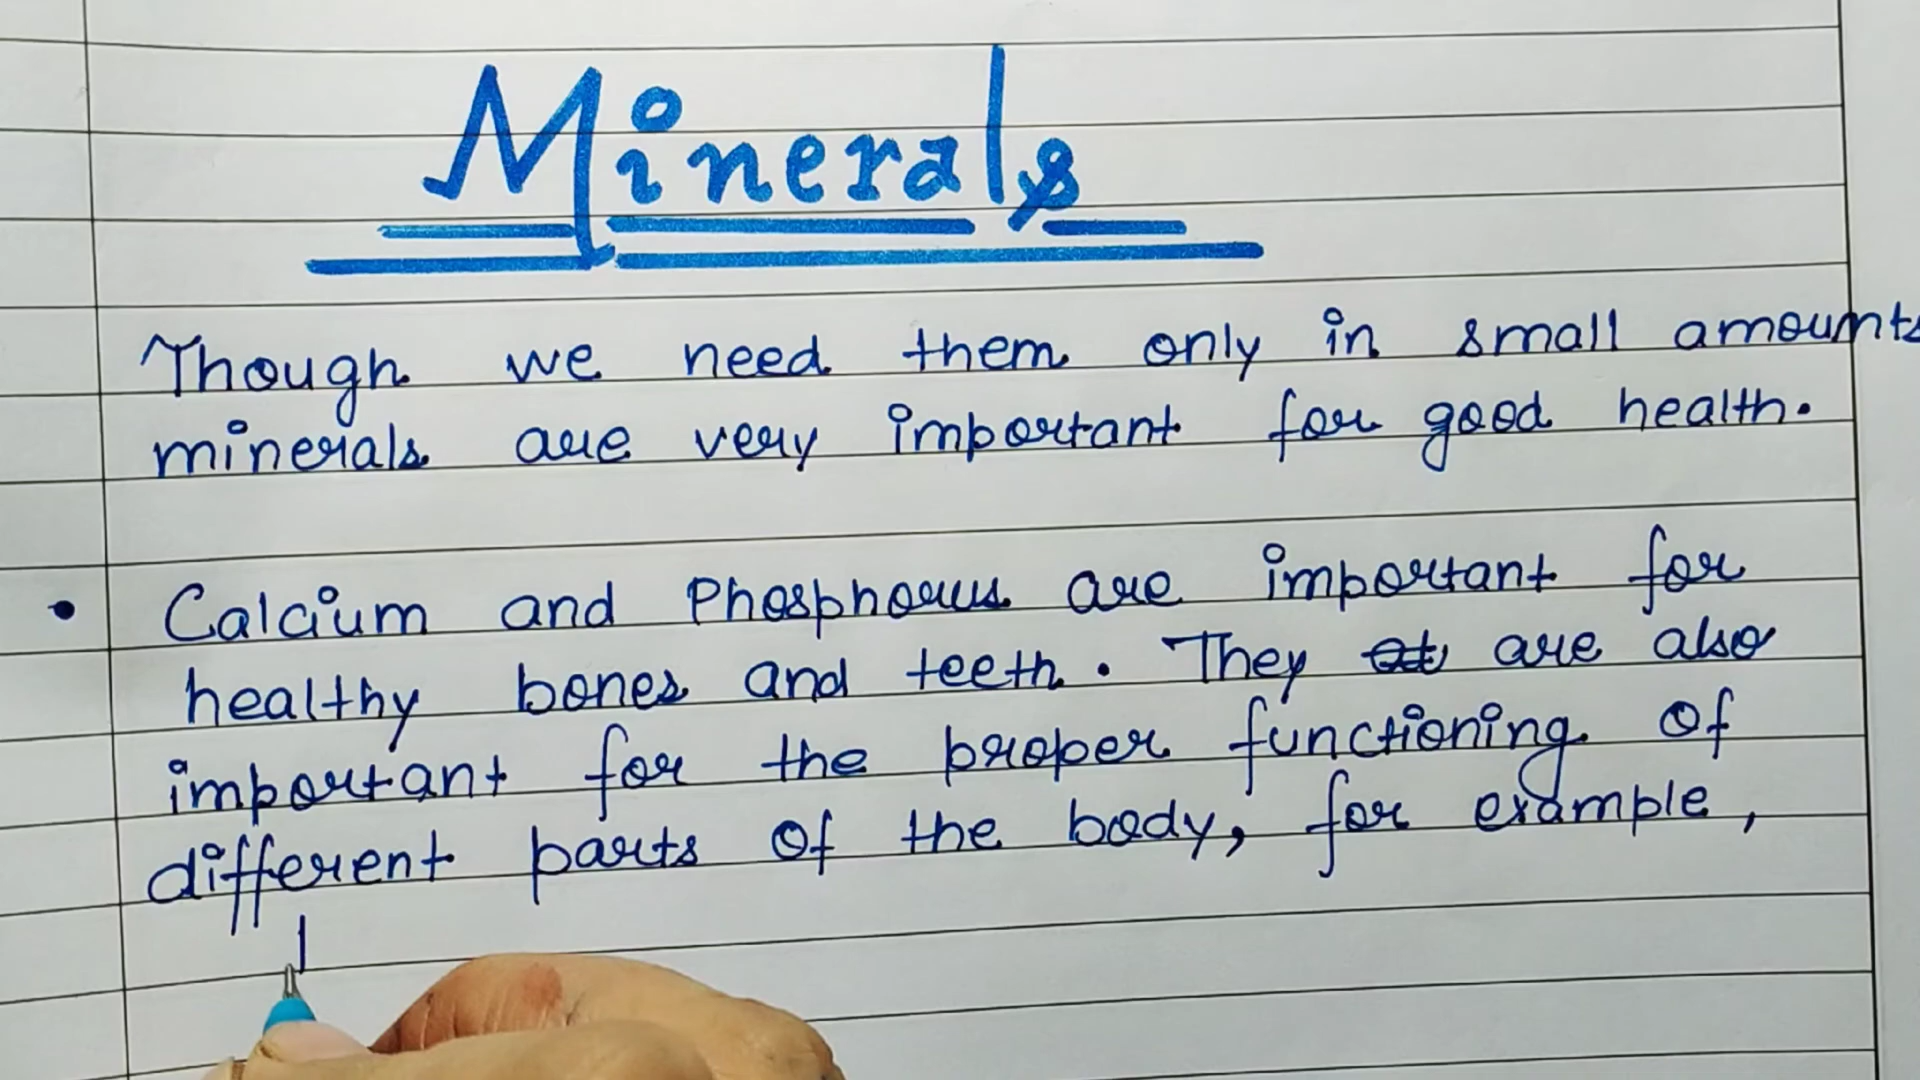 Minerals
Though we need them only in small amounts
minerals are very important for good health.
• Calcium and Phosphorus are important for
healthy bones and teeth. They are also
important for the proper functioning of
different parts of the body, for example,